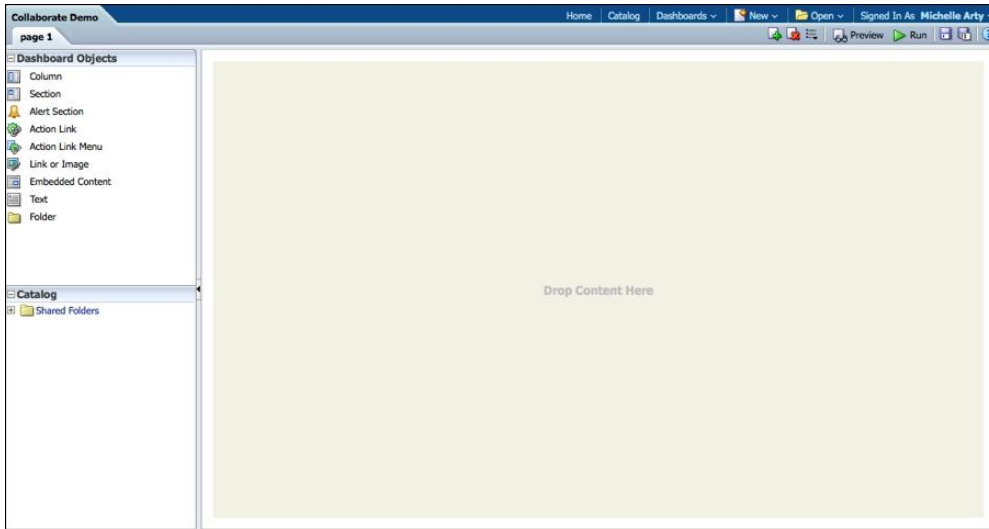 Collaborate Demo
Home Catalog Dashboards New Open Signed In As Michelle Arty
page 1
Preview Run
Dashboard Objects
Column
Section
Alert Section
Action Link
Action Link Menu
Link or Image
Embedded Content
Text
Folder
Catalog
Shared Folders
Drop Content Here